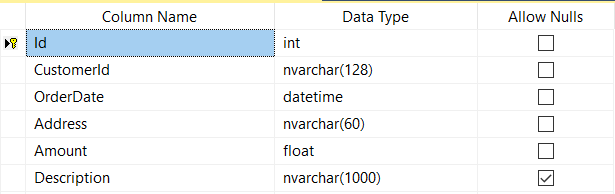 Column Name Data Type Allow Nulls
Id int
CustomerId nvarchar(128)
OrderDate datetime
Address nvarchar(60)
Amount float
Description nvarchar(1000)